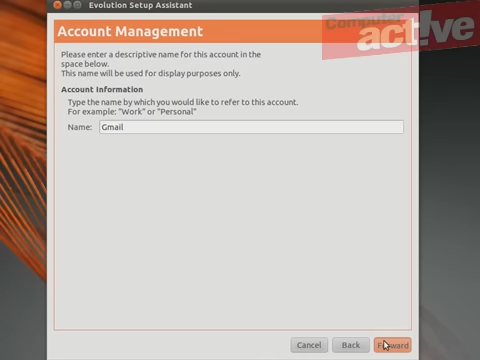 Evolution Setup Assistant
Computer
act!ve
Account Management
Please enter a descriptive name for this account in the
space below.
This name will be used for display purposes only.
Account Information
Type the name by which you would like to refer to this account.
For example: "Work" or "Personal"
Name: Gmail
Cancel Back Forward